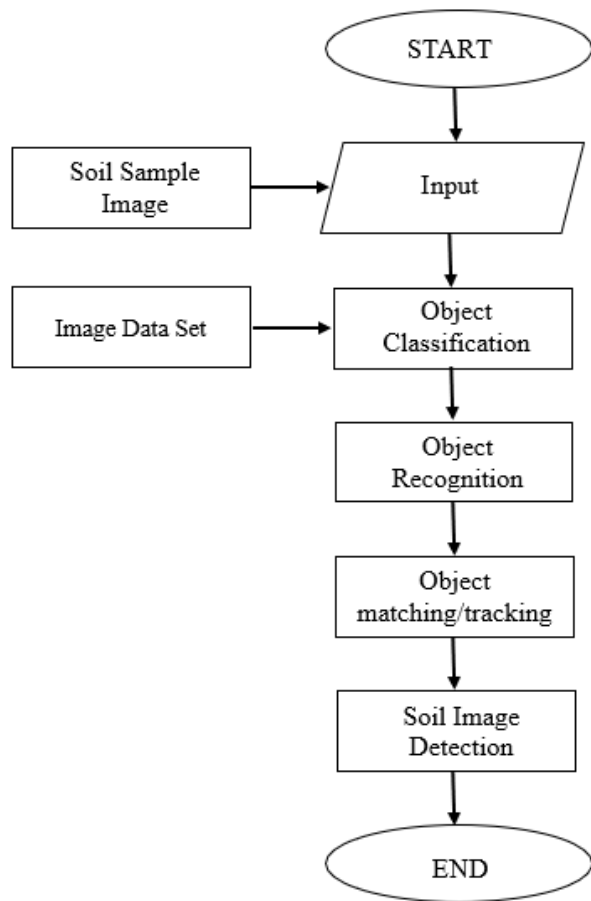 START
Soil Sample
Image
Input
Image Data Set
Object
Classification
Object
Recognition
Object
matching/tracking
Soil Image
Detection
END